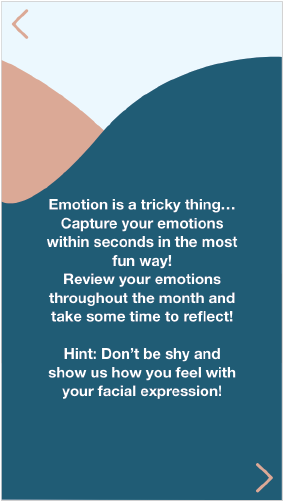 Emotion is a tricky thing…
Capture your emotions
within seconds in the most
fun way!
Review your emotions
throughout the month and
take some time to reflect!
Hint: Don’t be shy and
show us how you feel with
your facial expression!